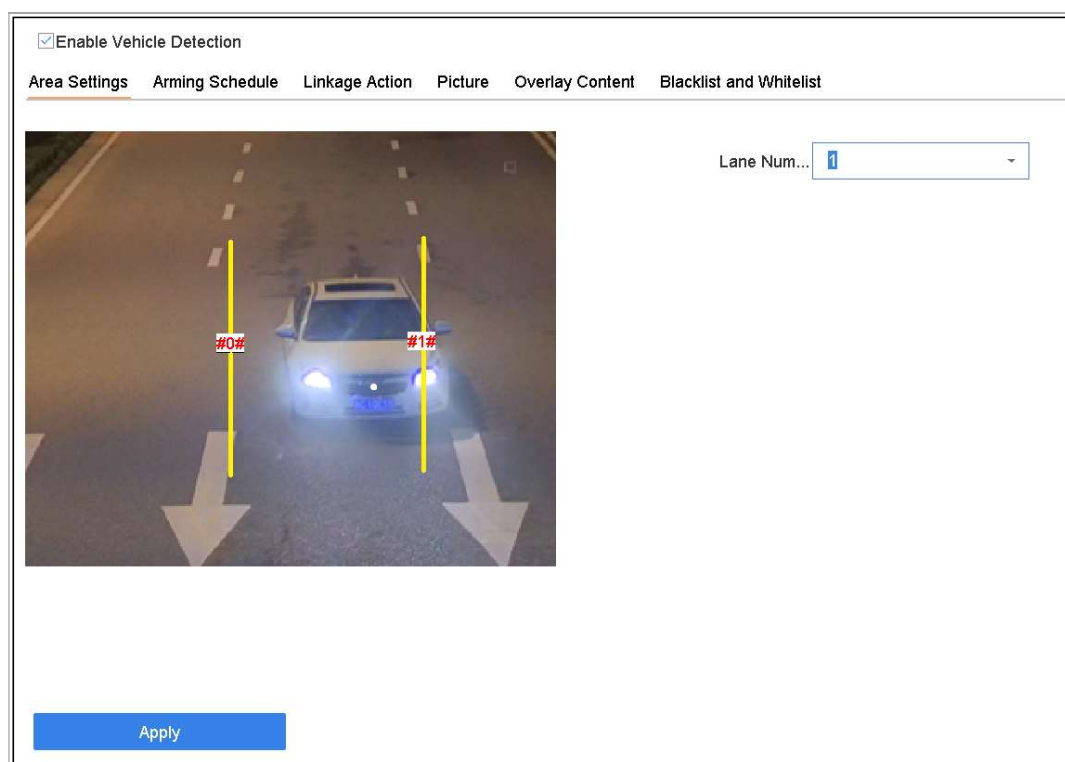 Enable Vehicle Detection
Area Settings Arming Schedule Linkage Action Picture Overlay Content Blacklist and Whitelist
Lane Num... 1
#0# #1#
Apply